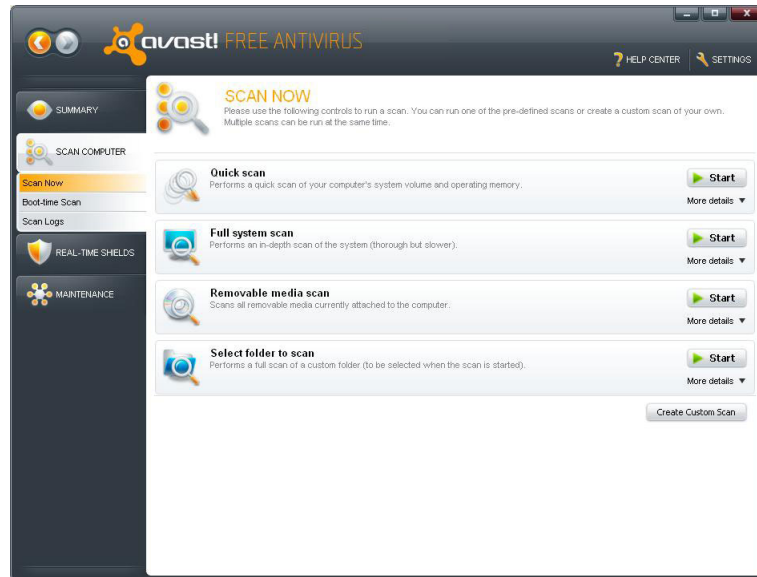 avast! FREE ANTIVIRUS
HELP CENTER
SETTINGS
SUMMARY
SCAN COMPUTER
Scan Now
Boot-time Scan
Scan Logs
REAL-TIME SHIELDS
MAINTENANCE
SCAN NOW
Please use the following controls to run a scan. You can run one of the pre-defined scans or create a custom scan of your own.
Multiple scans can be run at the same time.
Quick scan
Performs a quick scan of your computer's system volume and operating memory.
Start
More details
Full system scan
Performs an in-depth scan of the system (thorough but slower).
Start
More details
Removable media scan
Scans all removable media currently attached to the computer.
Start
More details
Select folder to scan
Performs a full scan of a custom folder (to be selected when the scan is started).
Start
More details
Create Custom Scan